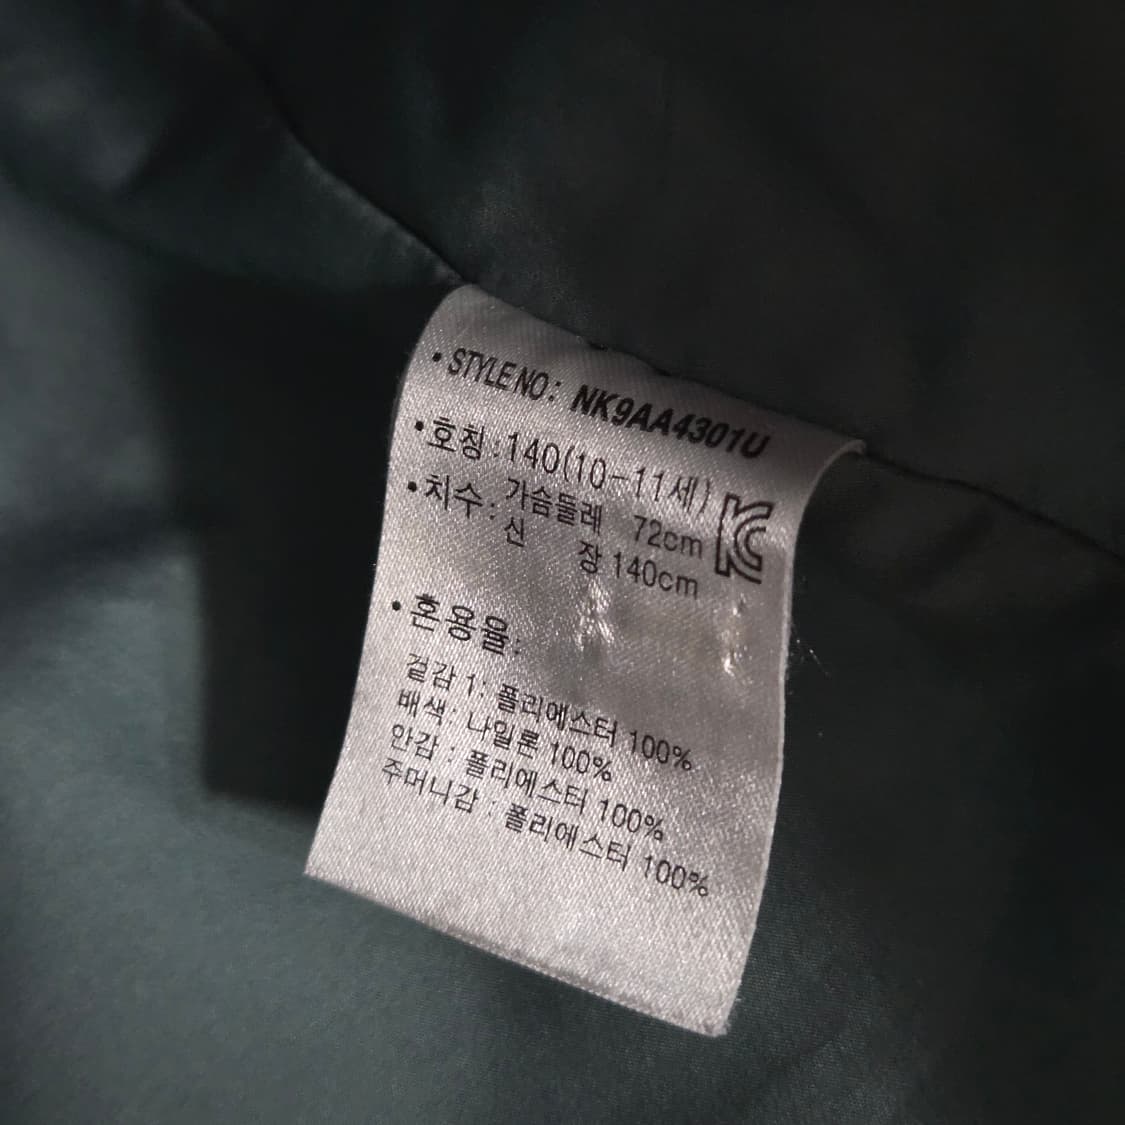 • STYLE NO: NK9AA4301U
• 호칭 : 140(10-11세)
• 치수 : 가슴둘레 72cm
신 장 140cm
KC
• 혼용율:
겉감 1: 폴리에스터 100%
배색: 나일론 100%
안감 : 폴리에스터 100%
주머니감 : 폴리에스터 100%